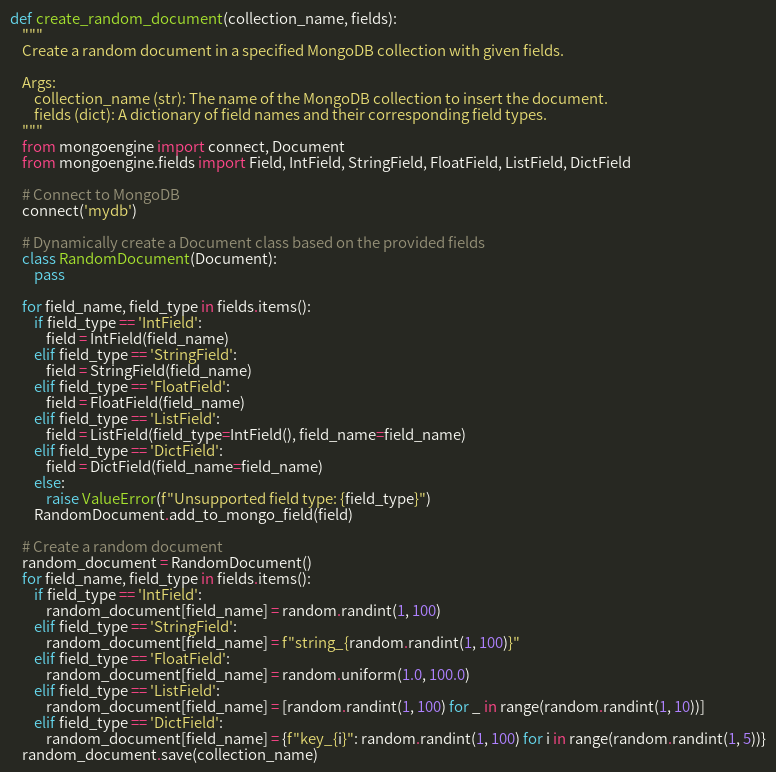 def create_random_document(collection_name, fields):
    """
    Create a random document in a specified MongoDB collection with given fields.

    Args:
        collection_name (str): The name of the MongoDB collection to insert the document.
        fields (dict): A dictionary of field names and their corresponding field types.
    """
    from mongoengine import connect, Document
    from mongoengine.fields import Field, IntField, StringField, FloatField, ListField, DictField

    # Connect to MongoDB
    connect('mydb')

    # Dynamically create a Document class based on the provided fields
    class RandomDocument(Document):
        pass

    for field_name, field_type in fields.items():
        if field_type == 'IntField':
            field = IntField(field_name)
        elif field_type == 'StringField':
            field = StringField(field_name)
        elif field_type == 'FloatField':
            field = FloatField(field_name)
        elif field_type == 'ListField':
            field = ListField(field_type=IntField(), field_name=field_name)
        elif field_type == 'DictField':
            field = DictField(field_name=field_name)
        else:
            raise ValueError(f"Unsupported field type: {field_type}")
        RandomDocument.add_to_mongo_field(field)

    # Create a random document
    random_document = RandomDocument()
    for field_name, field_type in fields.items():
        if field_type == 'IntField':
            random_document[field_name] = random.randint(1, 100)
        elif field_type == 'StringField':
            random_document[field_name] = f"string_{random.randint(1, 100)}"
        elif field_type == 'FloatField':
            random_document[field_name] = random.uniform(1.0, 100.0)
        elif field_type == 'ListField':
            random_document[field_name] = [random.randint(1, 100) for _ in range(random.randint(1, 10))]
        elif field_type == 'DictField':
            random_document[field_name] = {f"key_{i}": random.randint(1, 100) for i in range(random.randint(1, 5))}
    random_document.save(collection_name)